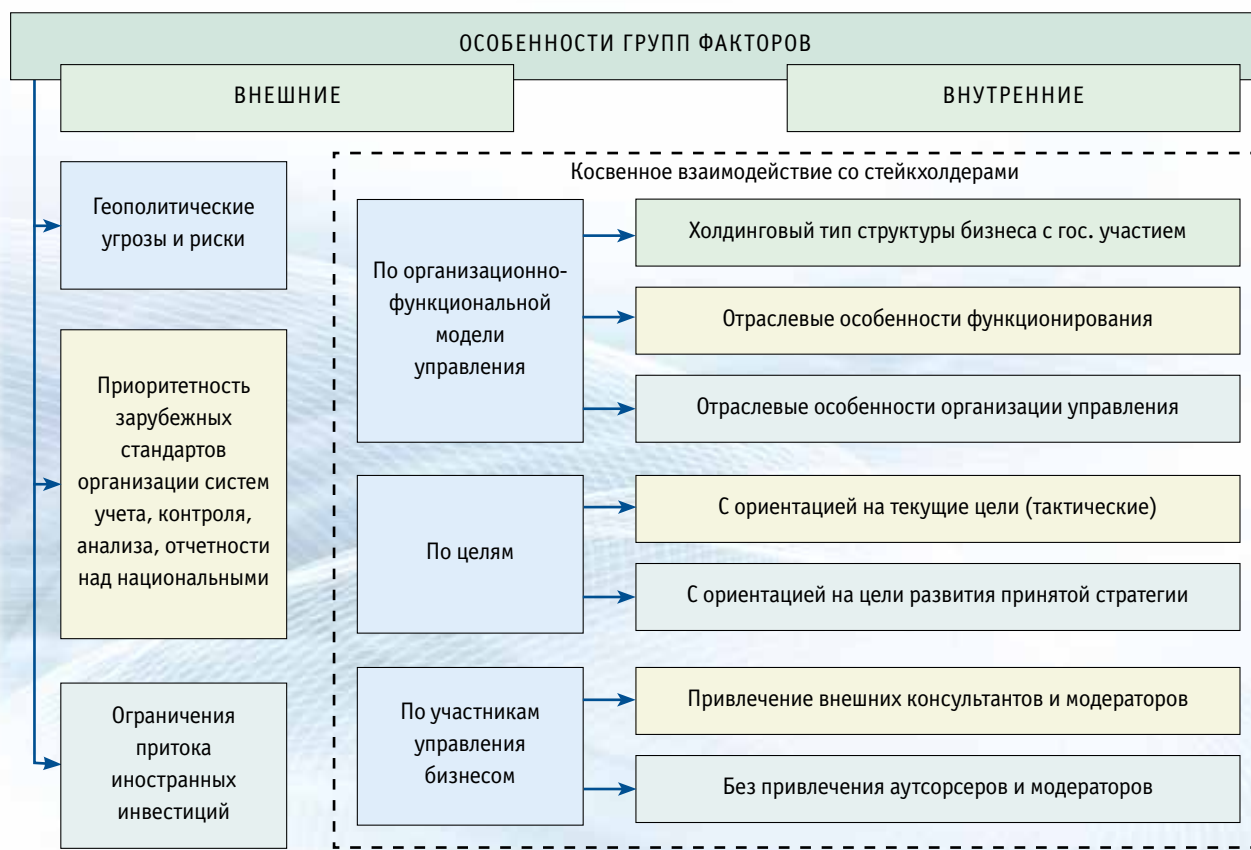 ОСОБЕННОСТИ ГРУПП ФАКТОРОВ
ВНЕШНИЕ
ВНУТРЕННИЕ
Геополитические
угрозы и риски
Приоритетность
зарубежных
стандартов
организации систем
учета, контроля,
анализа, отчетности
над национальными
Ограничения
притока
иностранных
инвестиций
Косвенное взаимодействие со стейкхолдерами
По организационно-
функциональной
модели
управления
Холдинговый тип структуры бизнеса с гос. участием
Отраслевые особенности функционирования
Отраслевые особенности организации управления
По целям
С ориентацией на текущие цели (тактические)
С ориентацией на цели развития принятой стратегии
По участникам
управления
бизнесом
Привлечение внешних консультантов и модераторов
Без привлечения аутсорсеров и модераторов